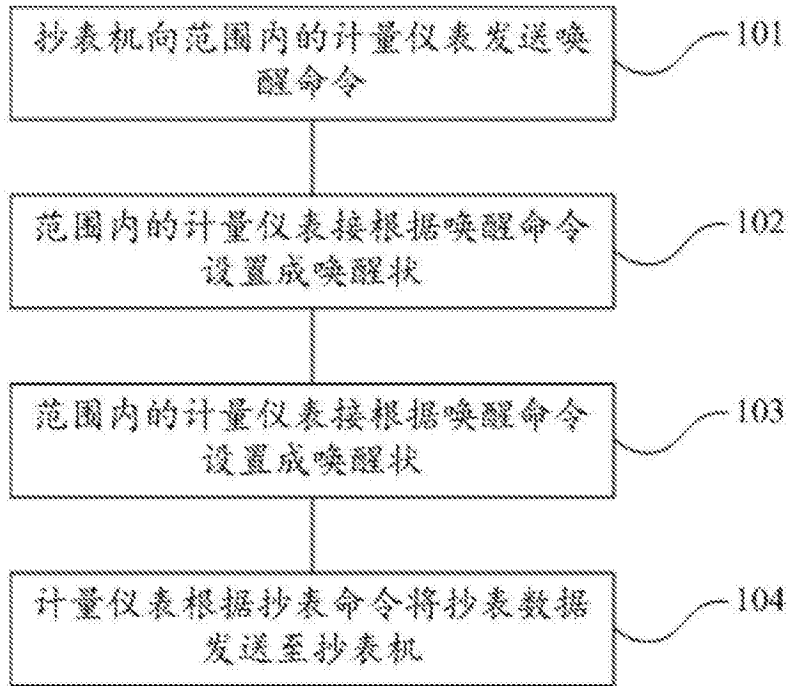 抄表机向范围内的计量仪表发送唤
醒命令
101
范围内的计量仪表接根据唤醒命令
设置成唤醒状
102
范围内的计量仪表接根据唤醒命令
设置成唤醒状
103
计量仪表根据抄表命令将抄表数据
发送至抄表机
104